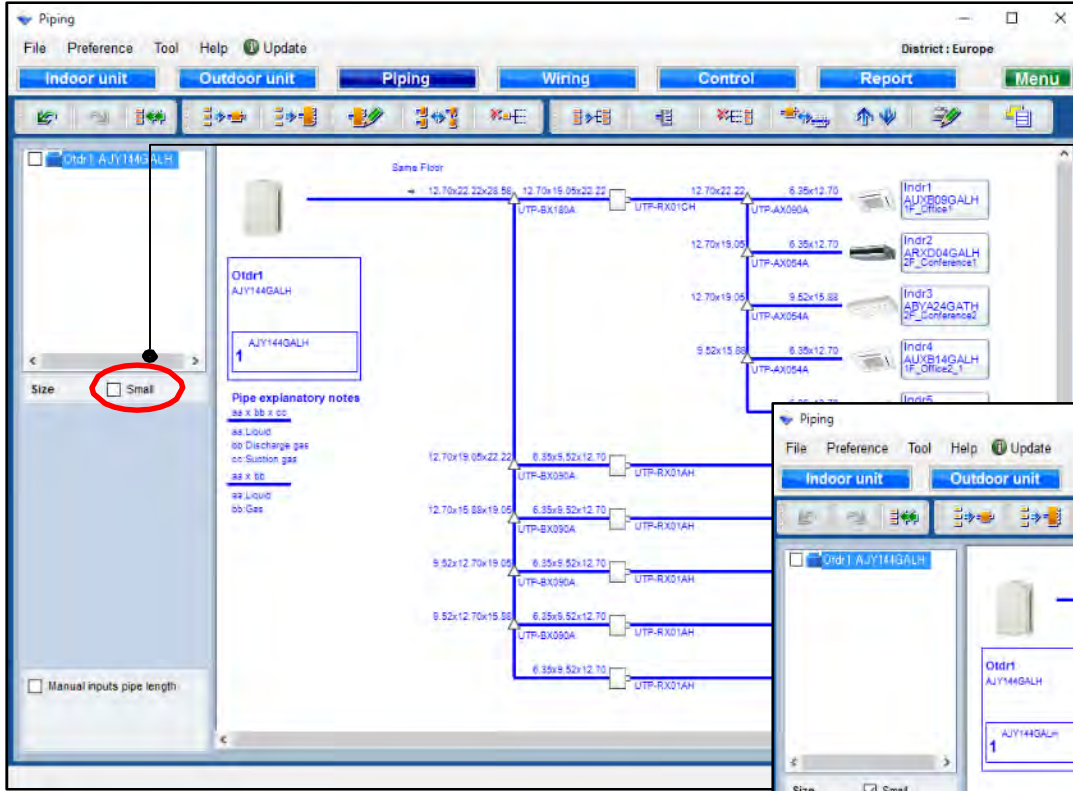 Piping
File Preference Tool Help Update
District : Europe
Indoor unit Outdoor unit Piping Wiring Control Report Menu
Otdr1 AJY144GALH
Size Small
Manual inputs pipe length
Same Floor
12.70x22.22x28.58 12.70x19.05x22.22 12.70x22.22 6.35x12.70
UTP-BX180A UTP-RX01CH UTP-AX090A
Indr1
AUXB09GALH
1F_Office1
12.70x19.05 6.35x12.70
UTP-AX054A
Indr2
ARXD04GALH
2F_Conference1
12.70x19.05 9.52x15.88
UTP-AX054A
Indr3
ABYA24GATH
2F_Conference2
9.52x15.88 6.35x12.70
UTP-AX054A
Indr4
AUXB14GALH
1F_Office2_1
Indr5
Otdr1
AJY144GALH
AJY144GALH
1
Pipe explanatory notes
aa x bb x cc
aa:Liquid
bb:Discharge gas
cc:Suction gas
aa x bb
aa:Liquid
bb:Gas
12.70x19.05x22.22 6.35x9.52x12.70
UTP-BX090A UTP-RX01AH
12.70x15.88x19.05 6.35x9.52x12.70
UTP-BX090A UTP-RX01AH
9.52x12.70x19.05 6.35x9.52x12.70
UTP-BX090A UTP-RX01AH
9.52x12.70x15.88 6.35x9.52x12.70
UTP-BX090A UTP-RX01AH
6.35x9.52x12.70
UTP-RX01AH
Piping
File Preference Tool Help Update
Indoor unit Outdoor unit
Otdr1 AJY144GALH
Otdr1
AJY144GALH
AJY144GALH
1
Size Small